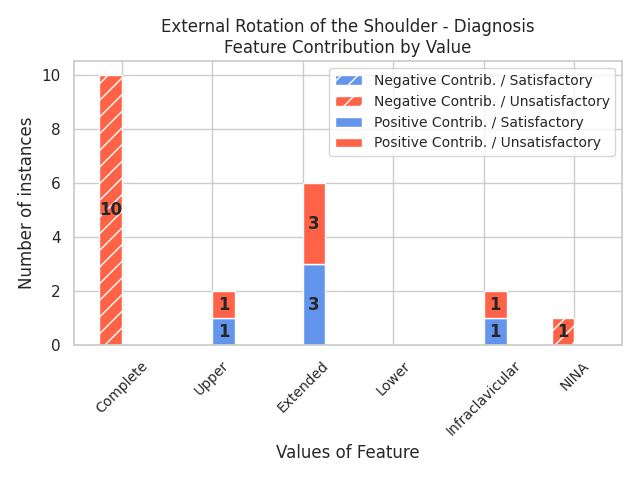 External Rotation of the Shoulder - Diagnosis
Feature Contribution by Value
Negative Contrib. / Satisfactory
Negative Contrib. / Unsatisfactory
Positive Contrib. / Satisfactory
Positive Contrib. / Unsatisfactory
Number of instances
10
8
6
4
2
0
10
1
1
3
3
1
1
1
Complete
Upper
Extended
Lower
Infraclavicular
NINA
Values of Feature